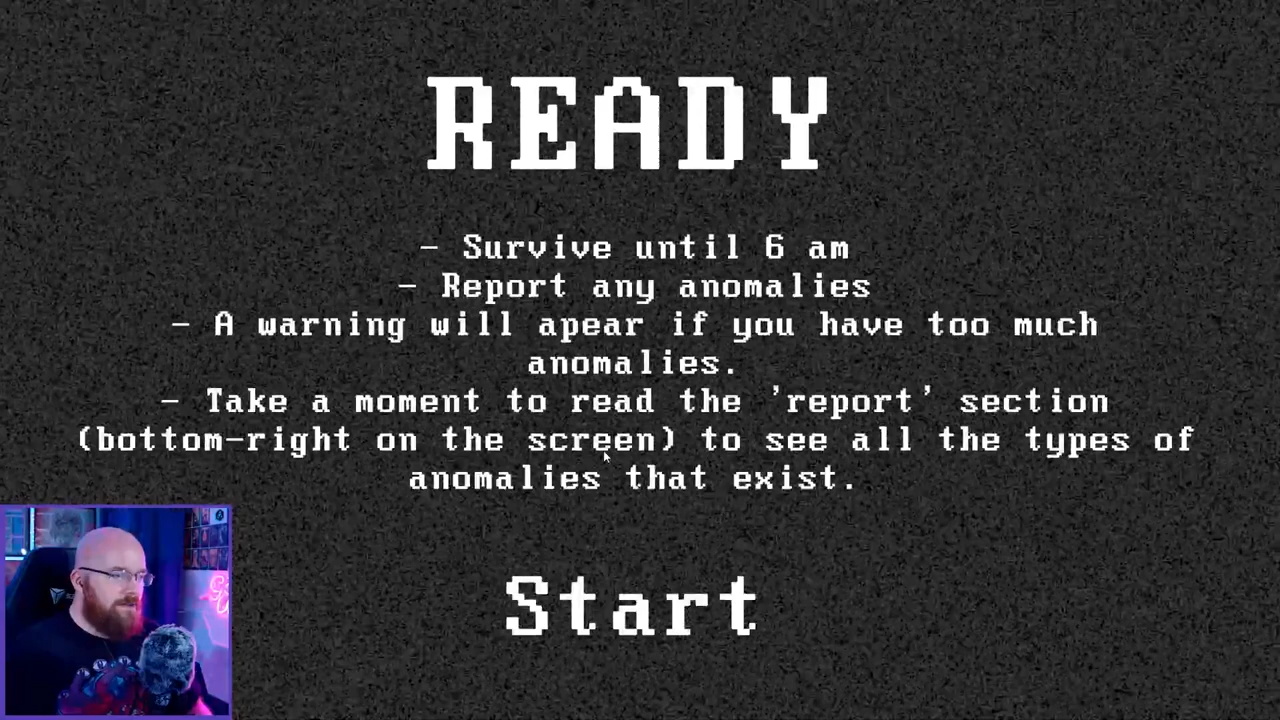 READY
- Survive until 6 am
- Report any anomalies
- A warning will apear if you have too much
anomalies.
- Take a moment to read the 'report' section
(bottom-right on the screen) to see all the types of
anomalies that exist.
Start